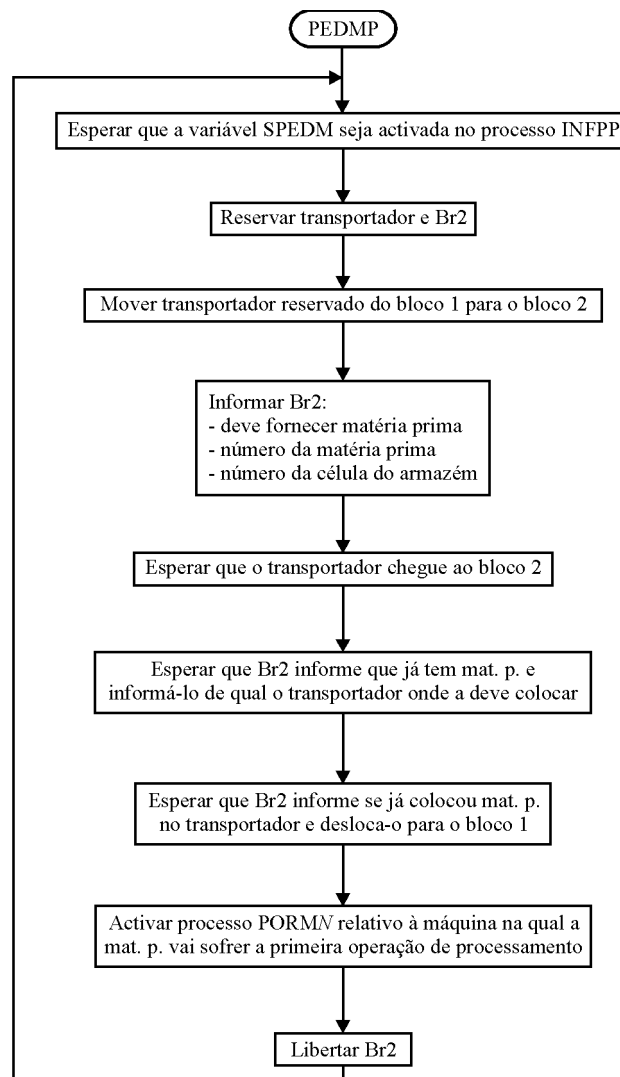 PEDMP
Esperar que a variável SPEDM seja activada no processo INFPP
Reservar transportador e Br2
Mover transportador reservado do bloco 1 para o bloco 2
Informar Br2:
- deve fornecer matéria prima
- número da matéria prima
- número da célula do armazém
Esperar que o transportador chegue ao bloco 2
Esperar que Br2 informe que já tem mat. p. e
informá-lo de qual o transportador onde a deve colocar
Esperar que Br2 informe se já colocou mat. p.
no transportador e desloca-o para o bloco 1
Activar processo PORMN relativo à máquina na qual a
mat. p. vai sofrer a primeira operação de processamento
Libertar Br2